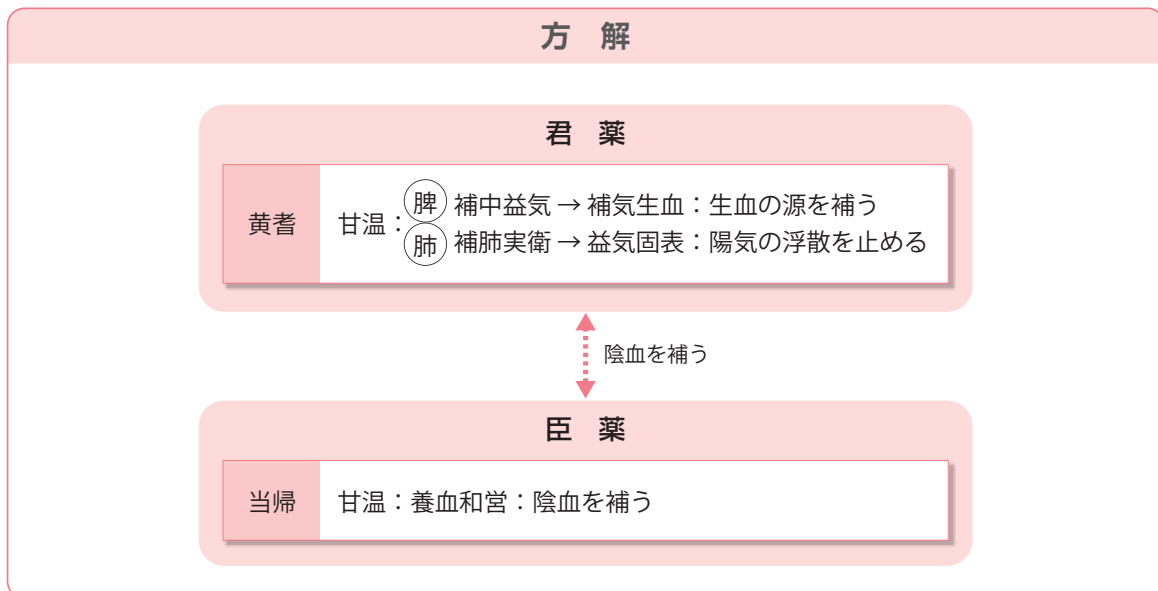 方 解
君 薬
黄耆
甘温：脾 補中益気 → 補気生血：生血の源を補う
肺 補肺実衛 → 益気固表：陽気の浮散を止める
陰血を補う
臣 薬
当帰
甘温：養血和営：陰血を補う